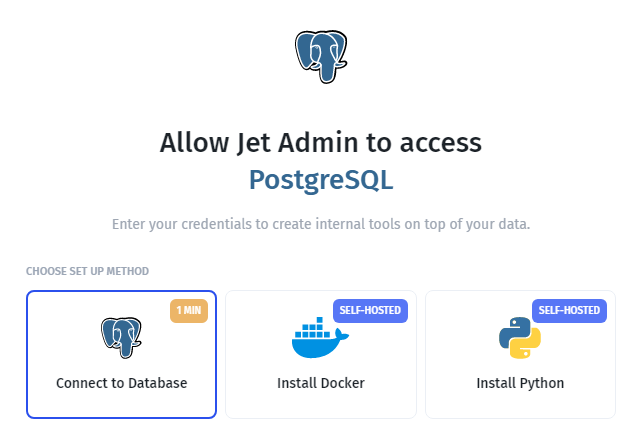 Allow Jet Admin to access
PostgreSQL
Enter your credentials to create internal tools on top of your data.
CHOOSE SET UP METHOD
1 MIN
Connect to Database
SELF-HOSTED
Install Docker
SELF-HOSTED
Install Python